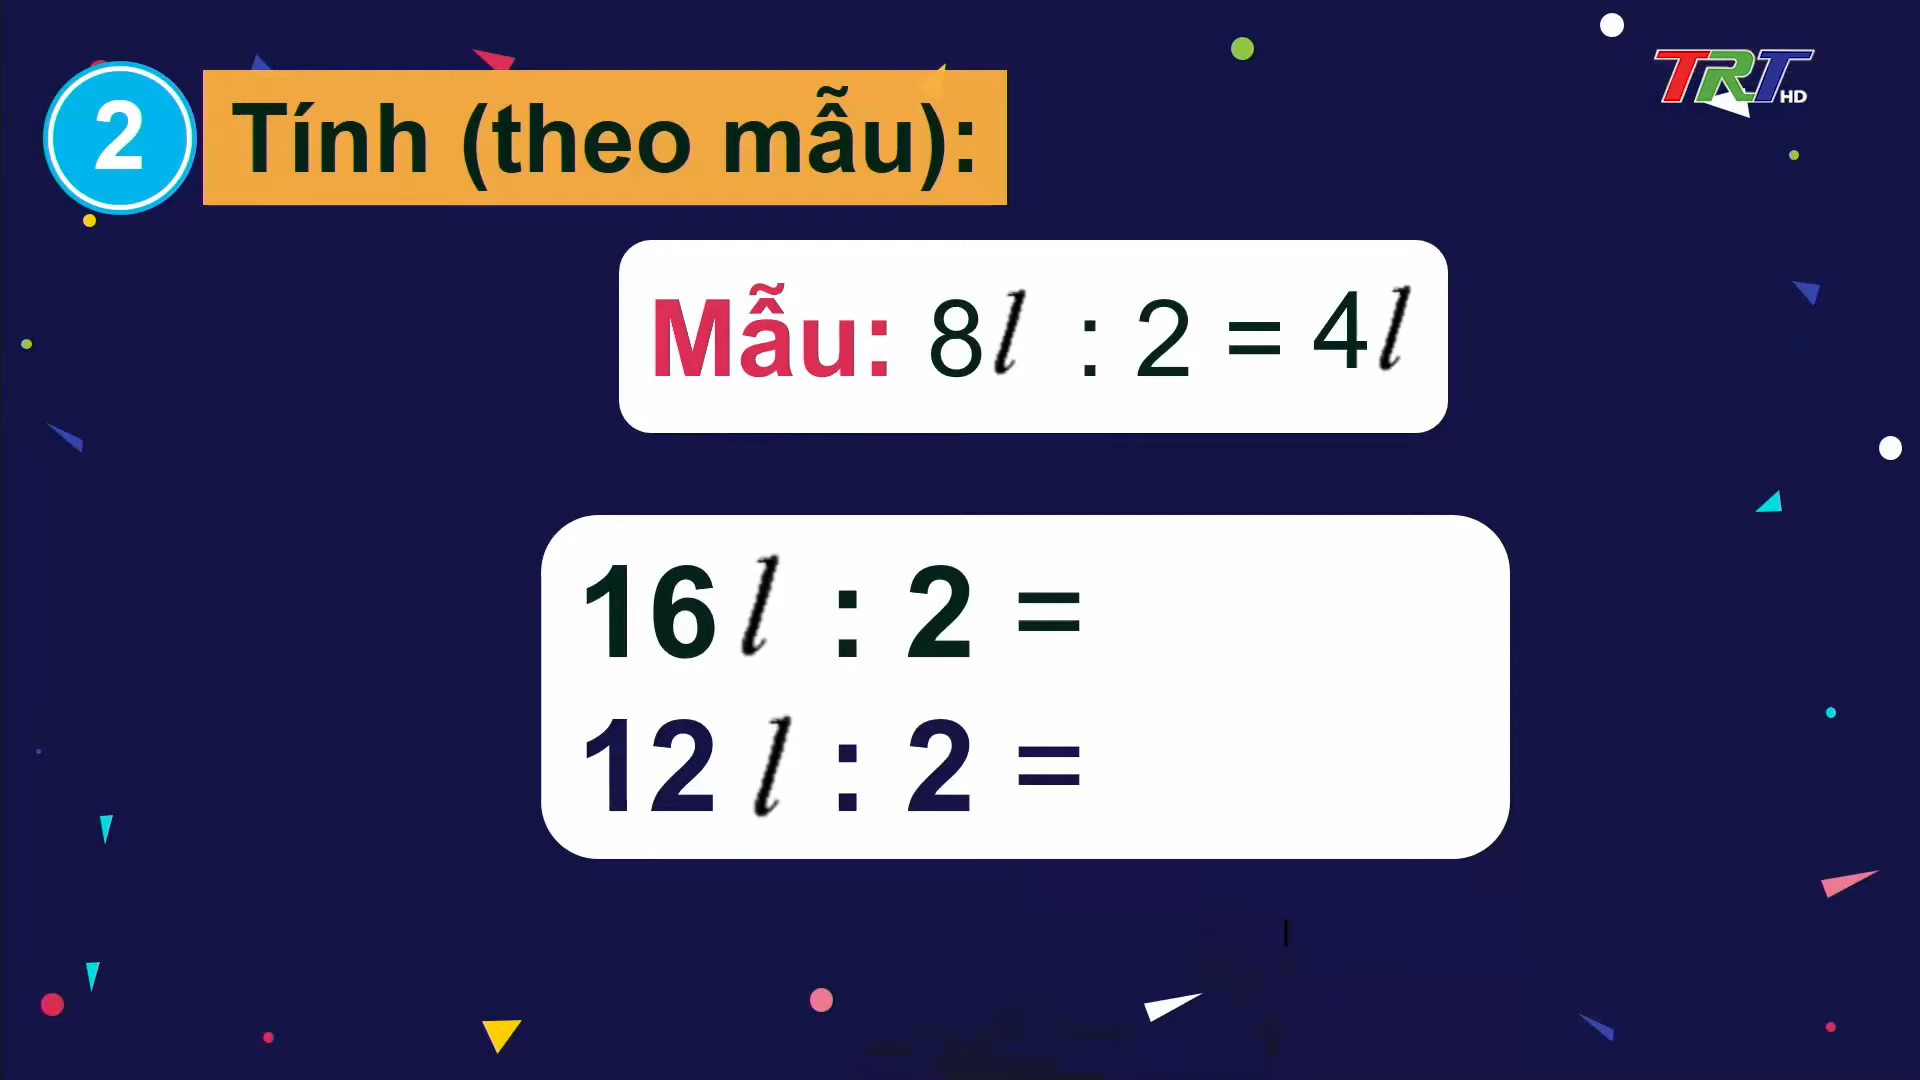 2 Tính (theo mẫu):
TRT HD
Mẫu: 8l : 2 = 4l
16 l : 2 =
12 l : 2 =